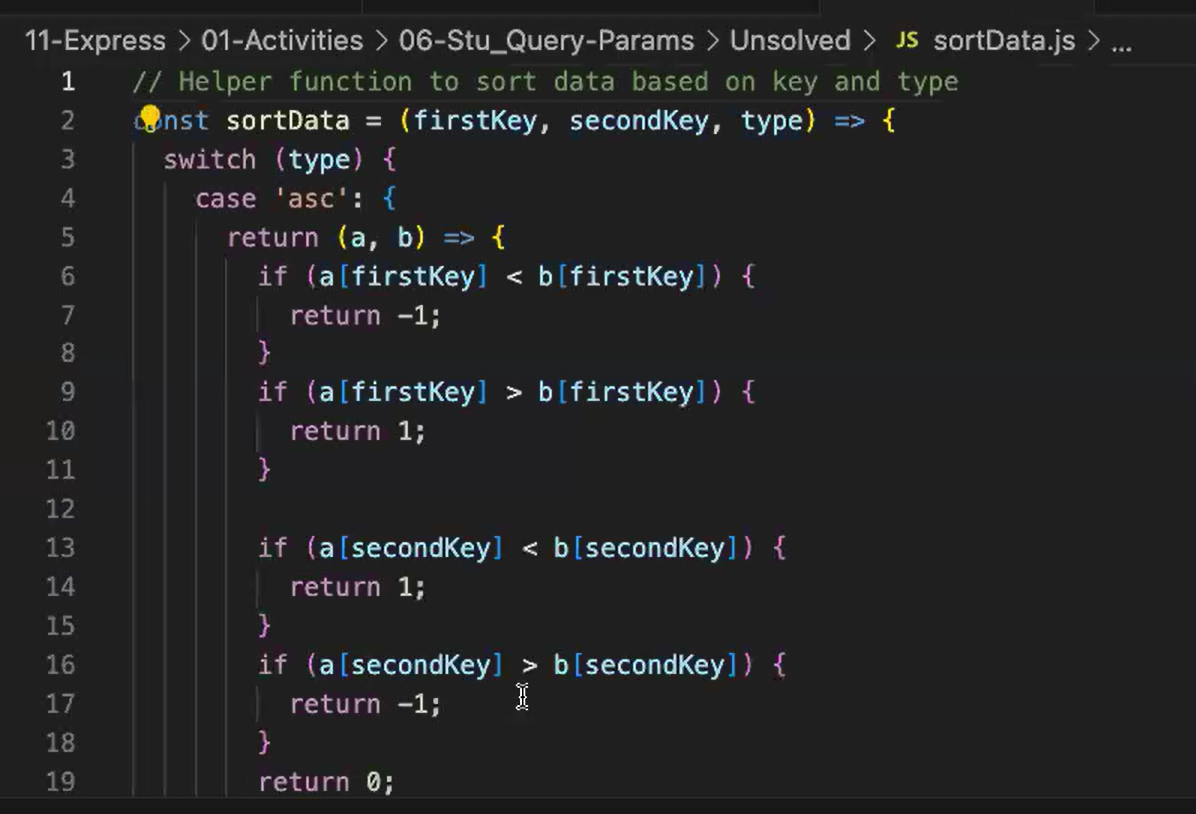 11-Express > 01-Activities > 06-Stu_Query-Params > Unsolved > JS sortData.js > ...
1 // Helper function to sort data based on key and type
2 const sortData = (firstKey, secondKey, type) => {
3 switch (type) {
4 case 'asc': {
5 return (a, b) => {
6 if (a[firstKey] < b[firstKey]) {
7 return -1;
8 }
9 if (a[firstKey] > b[firstKey]) {
10 return 1;
11 }
12
13 if (a[secondKey] < b[secondKey]) {
14 return 1;
15 }
16 if (a[secondKey] > b[secondKey]) {
17 return -1;
18 }
19 return 0;